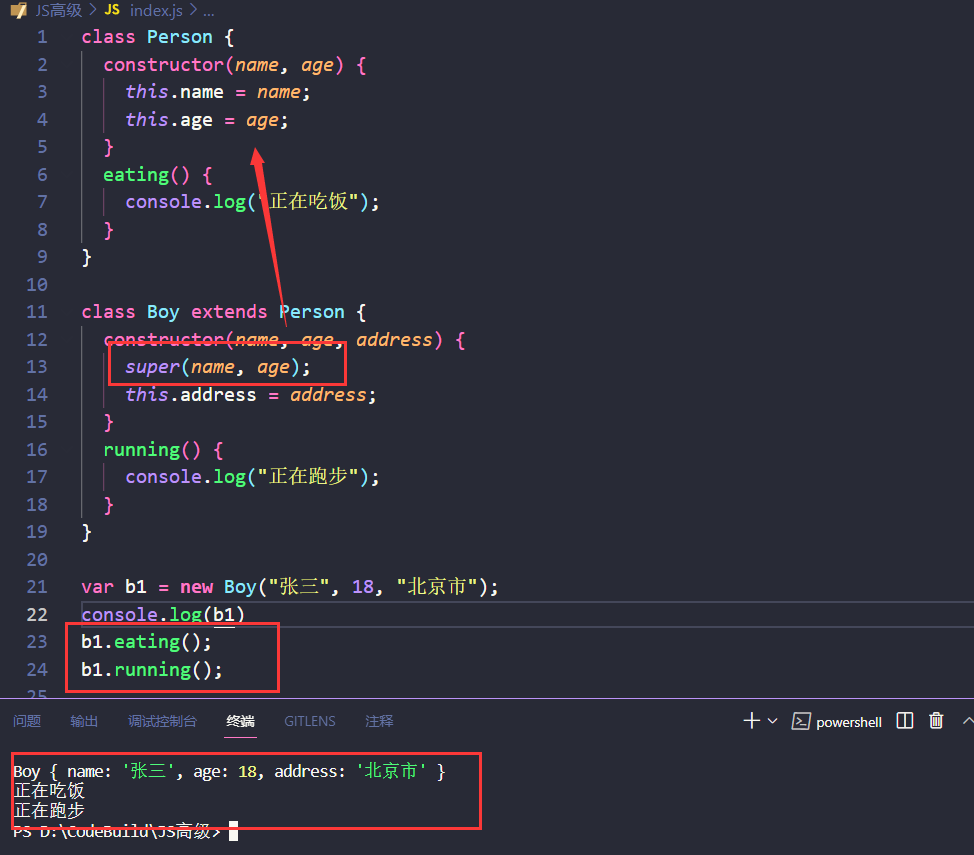 JS高级 > JS index.js > ...
1 class Person {
2 constructor(name, age) {
3 this.name = name;
4 this.age = age;
5 }
6 eating() {
7 console.log("正在吃饭");
8 }
9 }
10
11 class Boy extends Person {
12 constructor(name, age, address) {
13 super(name, age);
14 this.address = address;
15 }
16 running() {
17 console.log("正在跑步");
18 }
19 }
20
21 var b1 = new Boy("张三", 18, "北京市");
22 console.log(b1)
23 b1.eating();
24 b1.running();
25
问题 输出 调试控制台 终端 GITLENS 注释 powershell
Boy { name: '张三', age: 18, address: '北京市' }
正在吃饭
正在跑步
PS D:\CodeBuild\JS高级>